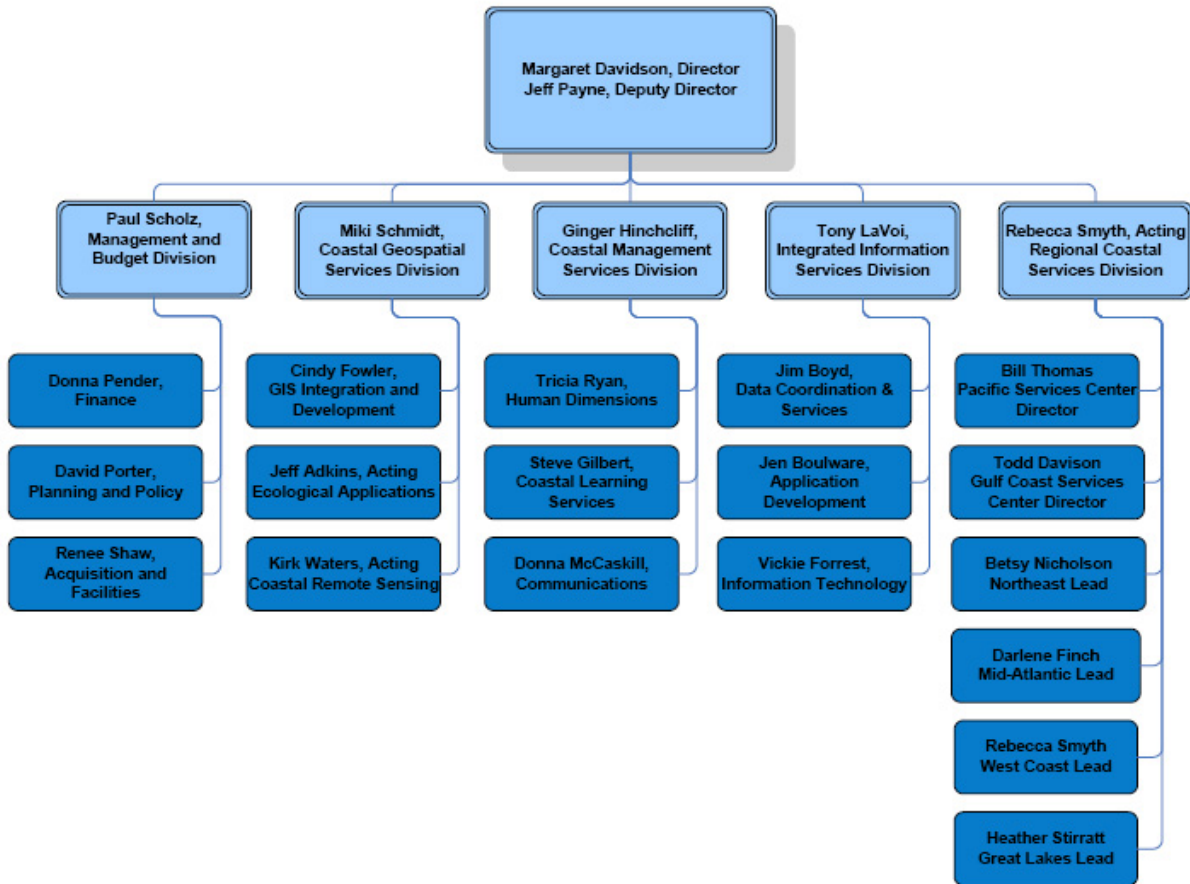 Margaret Davidson, Director
Jeff Payne, Deputy Director
Paul Scholz,
Management and
Budget Division
Miki Schmidt,
Coastal Geospatial
Services Division
Ginger Hinchcliff,
Coastal Management
Services Division
Tony LaVoi,
Integrated Information
Services Division
Rebecca Smyth, Acting
Regional Coastal
Services Division
Donna Pender,
Finance
David Porter,
Planning and Policy
Renee Shaw,
Acquisition and
Facilities
Cindy Fowler,
GIS Integration and
Development
Jeff Adkins, Acting
Ecological Applications
Kirk Waters, Acting
Coastal Remote Sensing
Tricia Ryan,
Human Dimensions
Steve Gilbert,
Coastal Learning
Services
Donna McCaskill,
Communications
Jim Boyd,
Data Coordination &
Services
Jen Boulware,
Application
Development
Vickie Forrest,
Information Technology
Bill Thomas
Pacific Services Center
Director
Todd Davison
Gulf Coast Services
Center Director
Betsy Nicholson
Northeast Lead
Darlene Finch
Mid-Atlantic Lead
Rebecca Smyth
West Coast Lead
Heather Stirratt
Great Lakes Lead